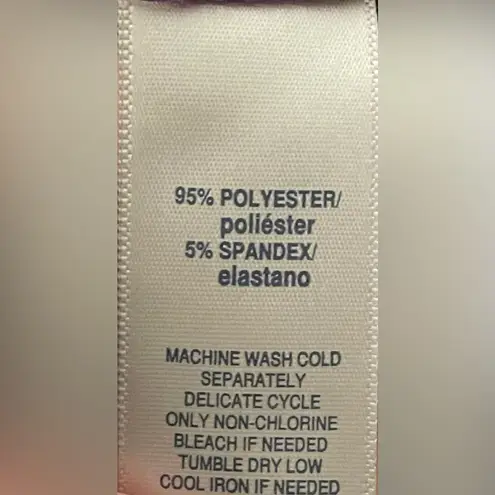 95% POLYESTER/
poliéster
5% SPANDEX/
elastano
MACHINE WASH COLD
SEPARATELY
DELICATE CYCLE
ONLY NON-CHLORINE
BLEACH IF NEEDED
TUMBLE DRY LOW
COOL IRON IF NEEDED